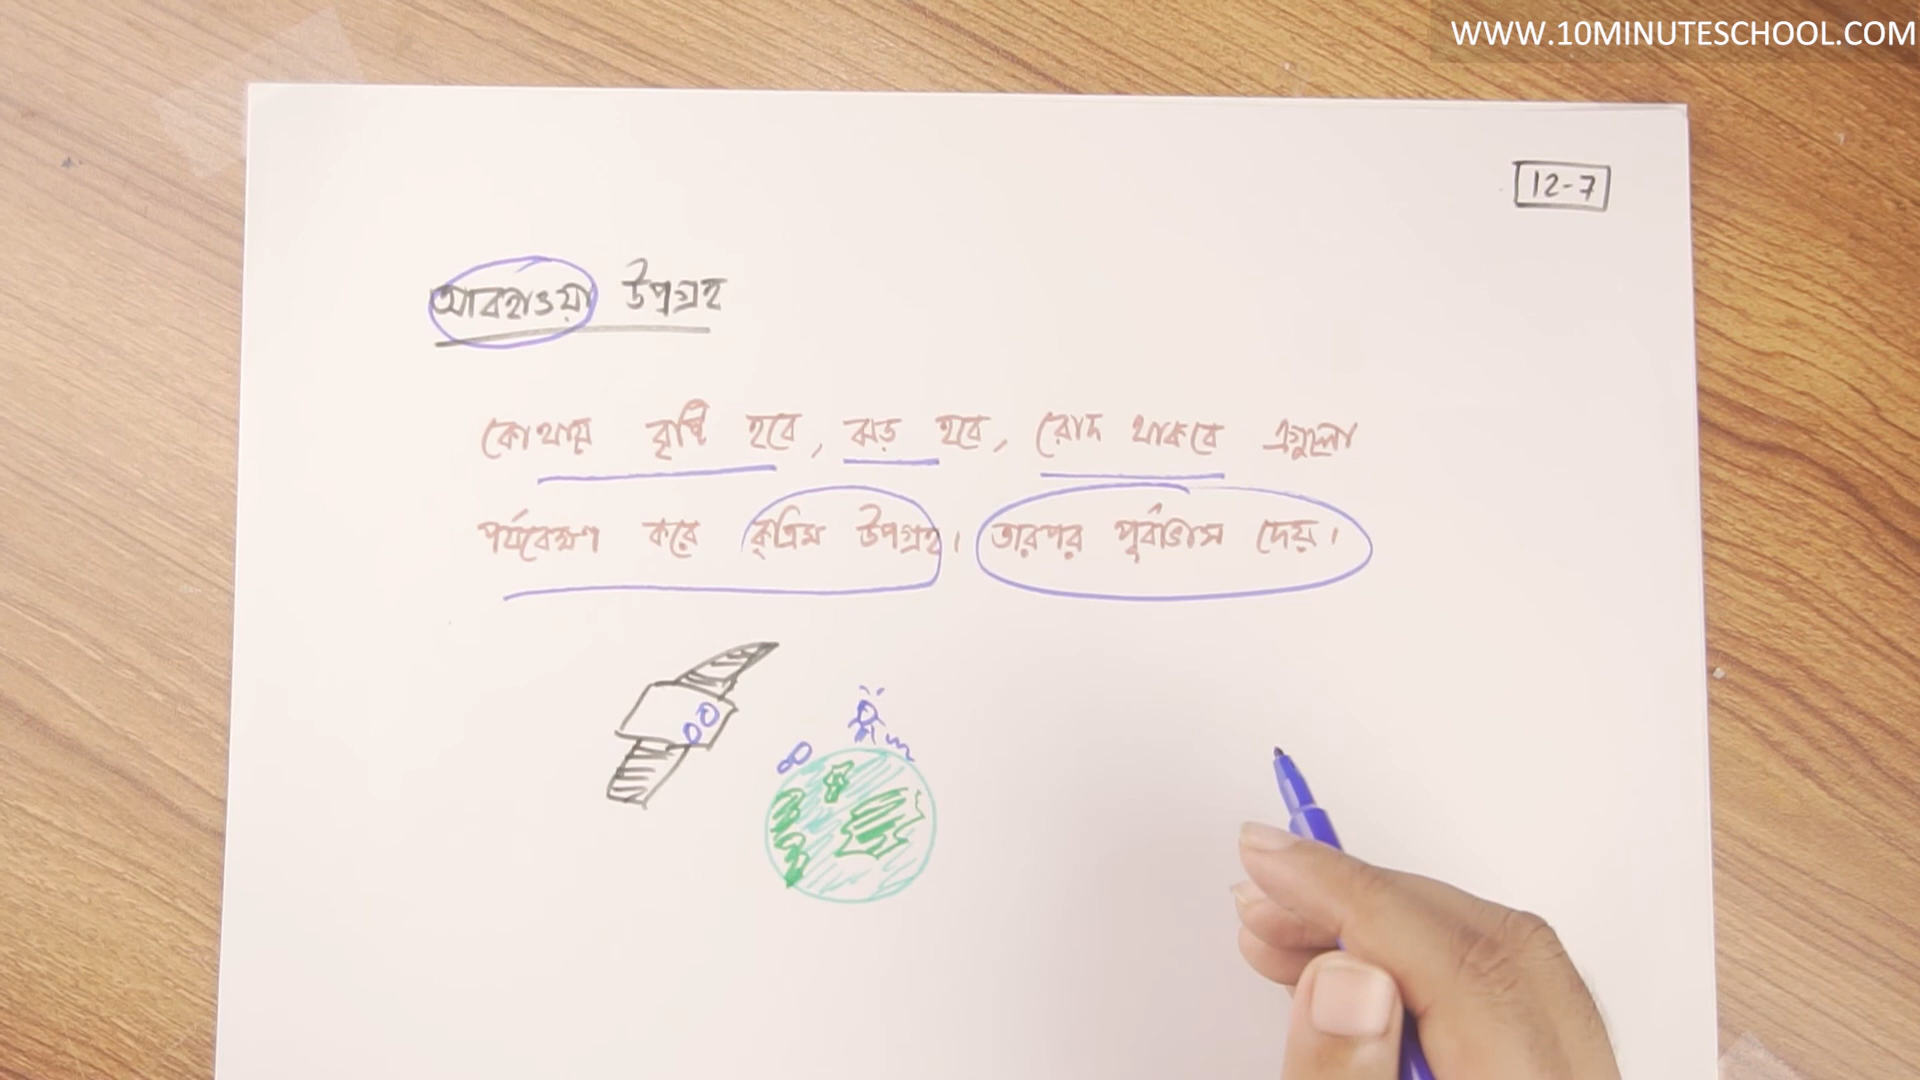 WWW.10MINUTESCHOOL.COM
12-7
আবহাওয়া উপগ্রহ
কোথায় বৃষ্টি হবে, ঝড় হবে, রোদ থাকবে এগুলো
পর্যবেক্ষণ করে কৃত্রিম উপগ্রহ। তারপর পূর্বাভাস দেয়।